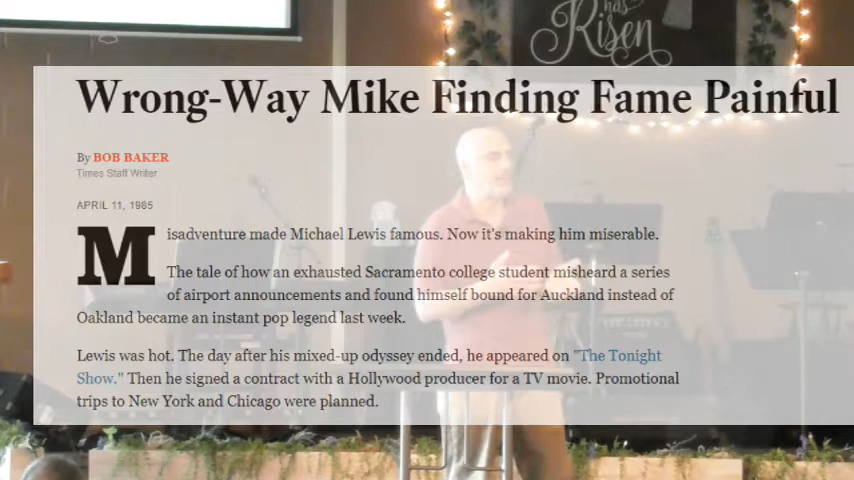 has
Risen
Wrong-Way Mike Finding Fame Painful
By BOB BAKER
Times Staff Writer
APRIL 11, 1985
Misadventure made Michael Lewis famous. Now it's making him miserable.
The tale of how an exhausted Sacramento college student misheard a series
of airport announcements and found himself bound for Auckland instead of
Oakland became an instant pop legend last week.
Lewis was hot. The day after his mixed-up odyssey ended, he appeared on "The Tonight
Show." Then he signed a contract with a Hollywood producer for a TV movie. Promotional
trips to New York and Chicago were planned.